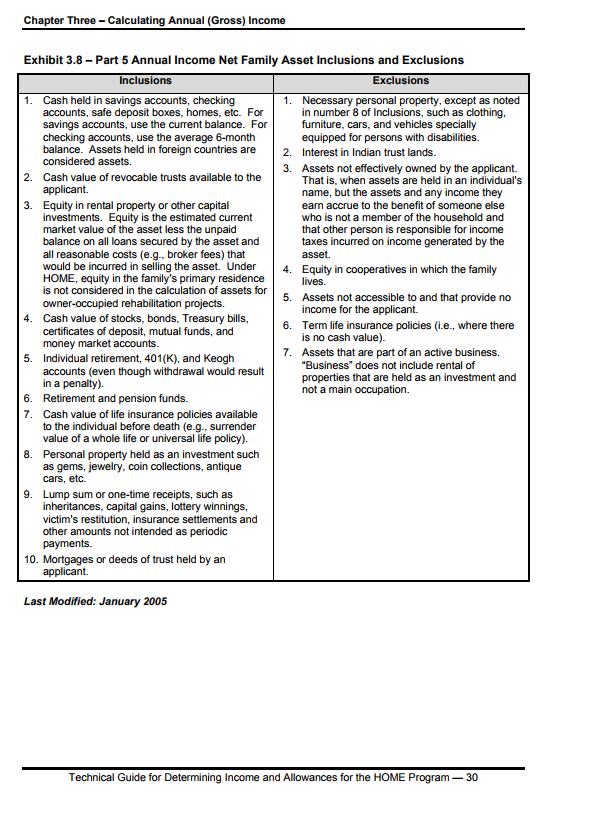 Chapter Three – Calculating Annual (Gross) Income
Exhibit 3.8 – Part 5 Annual Income Net Family Asset Inclusions and Exclusions
Inclusions
1. Cash held in savings accounts, checking
accounts, safe deposit boxes, homes, etc. For
savings accounts, use the current balance. For
checking accounts, use the average 6-month
balance. Assets held in foreign countries are
considered assets.
2. Cash value of revocable trusts available to the
applicant.
3. Equity in rental property or other capital
investments. Equity is the estimated current
market value of the asset less the unpaid
balance on all loans secured by the asset and
all reasonable costs (e.g., broker fees) that
would be incurred in selling the asset. Under
HOME, equity in the family's primary residence
is not considered in the calculation of assets for
owner-occupied rehabilitation projects.
4. Cash value of stocks, bonds, Treasury bills,
certificates of deposit, mutual funds, and
money market accounts.
5. Individual retirement, 401(K), and Keogh
accounts (even though withdrawal would result
in a penalty).
6. Retirement and pension funds.
7. Cash value of life insurance policies available
to the individual before death (e.g., surrender
value of a whole life or universal life policy).
8. Personal property held as an investment such
as gems, jewelry, coin collections, antique
cars, etc.
9. Lump sum or one-time receipts, such as
inheritances, capital gains, lottery winnings,
victim's restitution, insurance settlements and
other amounts not intended as periodic
payments.
10. Mortgages or deeds of trust held by an
applicant.
Exclusions
1. Necessary personal property, except as noted
in number 8 of Inclusions, such as clothing,
furniture, cars, and vehicles specially
equipped for persons with disabilities.
2. Interest in Indian trust lands.
3. Assets not effectively owned by the applicant.
That is, when assets are held in an individual's
name, but the assets and any income they
earn accrue to the benefit of someone else
who is not a member of the household and
that other person is responsible for income
taxes incurred on income generated by the
asset.
4. Equity in cooperatives in which the family
lives.
5. Assets not accessible to and that provide no
income for the applicant.
6. Term life insurance policies (i.e., where there
is no cash value).
7. Assets that are part of an active business.
"Business" does not include rental of
properties that are held as an investment and
not a main occupation.
Last Modified: January 2005
Technical Guide for Determining Income and Allowances for the HOME Program — 30